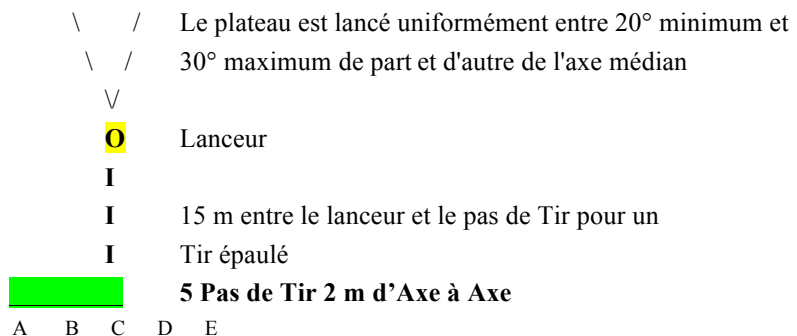 \ / Le plateau est lancé uniformément entre 20° minimum et
\ / 30° maximum de part et d'autre de l'axe médian
\/
O Lanceur
I
I 15 m entre le lanceur et le pas de Tir pour un
I Tir épaulé
5 Pas de Tir 2 m d’Axe à Axe
A B C D E